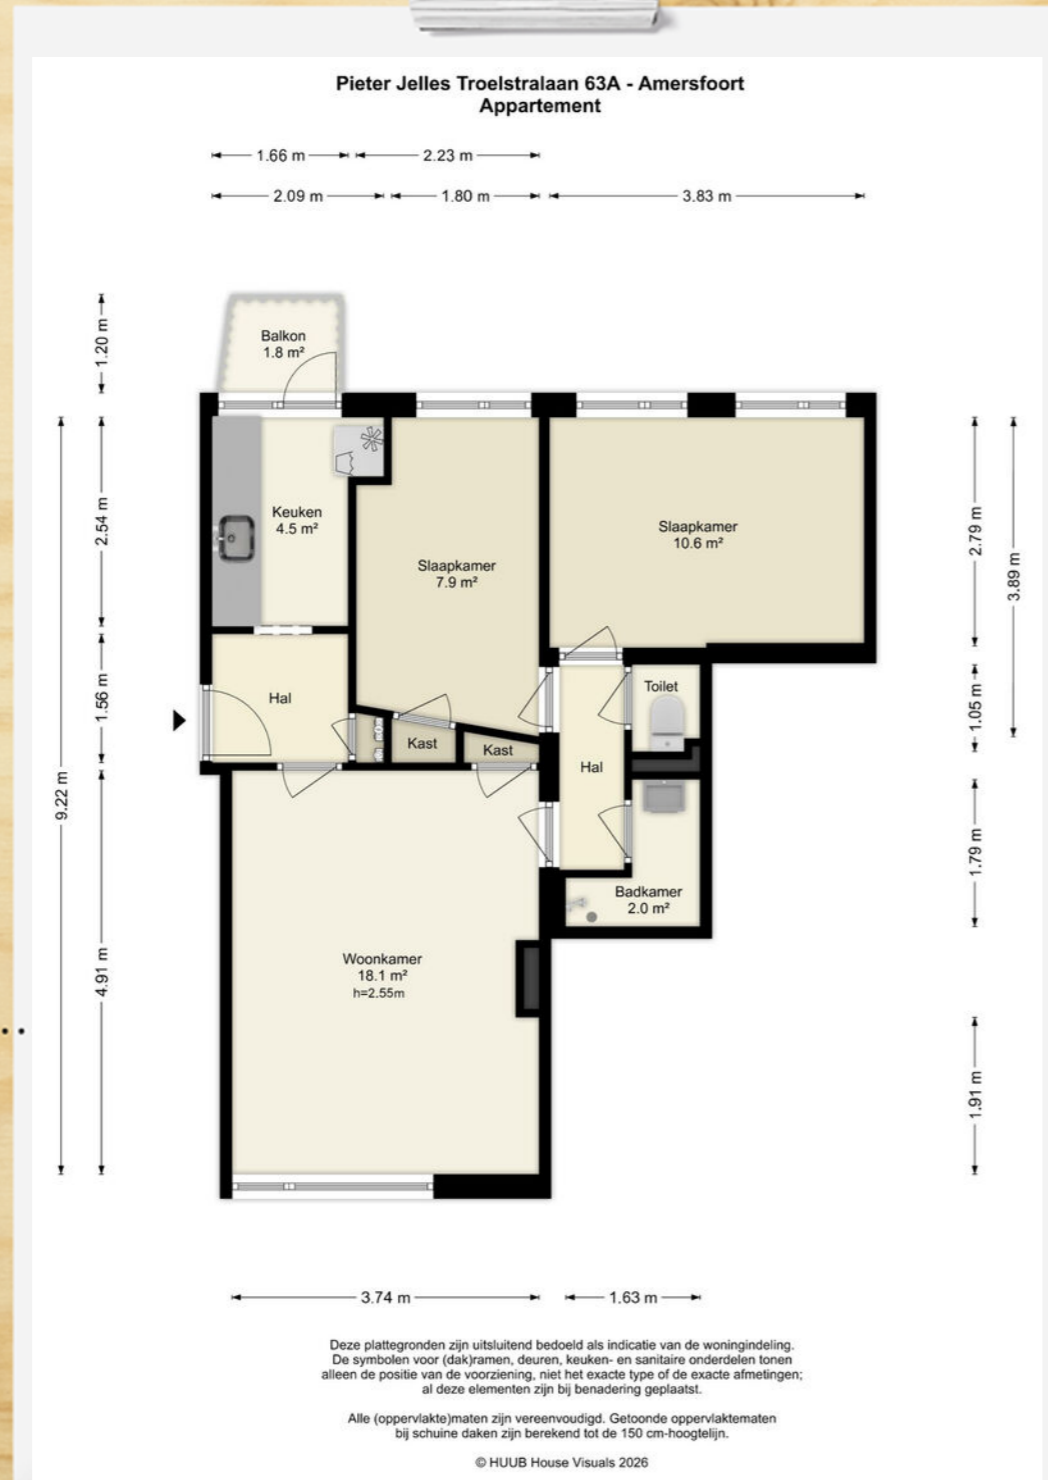 Pieter Jelles Troelstralaan 63A - Amersfoort
Appartement
1.66 m
2.23 m
2.09 m
1.80 m
3.83 m
1.20 m
Balkon
1.8 m²
9.22 m
2.54 m
1.56 m
4.91 m
Keuken
4.5 m²
Slaapkamer
7.9 m²
Slaapkamer
10.6 m²
2.79 m
3.89 m
1.05 m
1.79 m
1.91 m
Hal
Kast
Kast
Hal
Toilet
Badkamer
2.0 m²
Woonkamer
18.1 m²
h=2.55m
3.74 m
1.63 m
Deze plattegronden zijn uitsluitend bedoeld als indicatie van de woningindeling.
De symbolen voor (dak)ramen, deuren, keuken- en sanitaire onderdelen tonen
alleen de positie van de voorziening, niet het exacte type of de exacte afmetingen;
al deze elementen zijn bij benadering geplaatst.
Alle (oppervlakte)maten zijn vereenvoudigd. Getoonde oppervlaktematen
bij schuine daken zijn berekend tot de 150 cm-hoogtelijn.
© HUUB House Visuals 2026